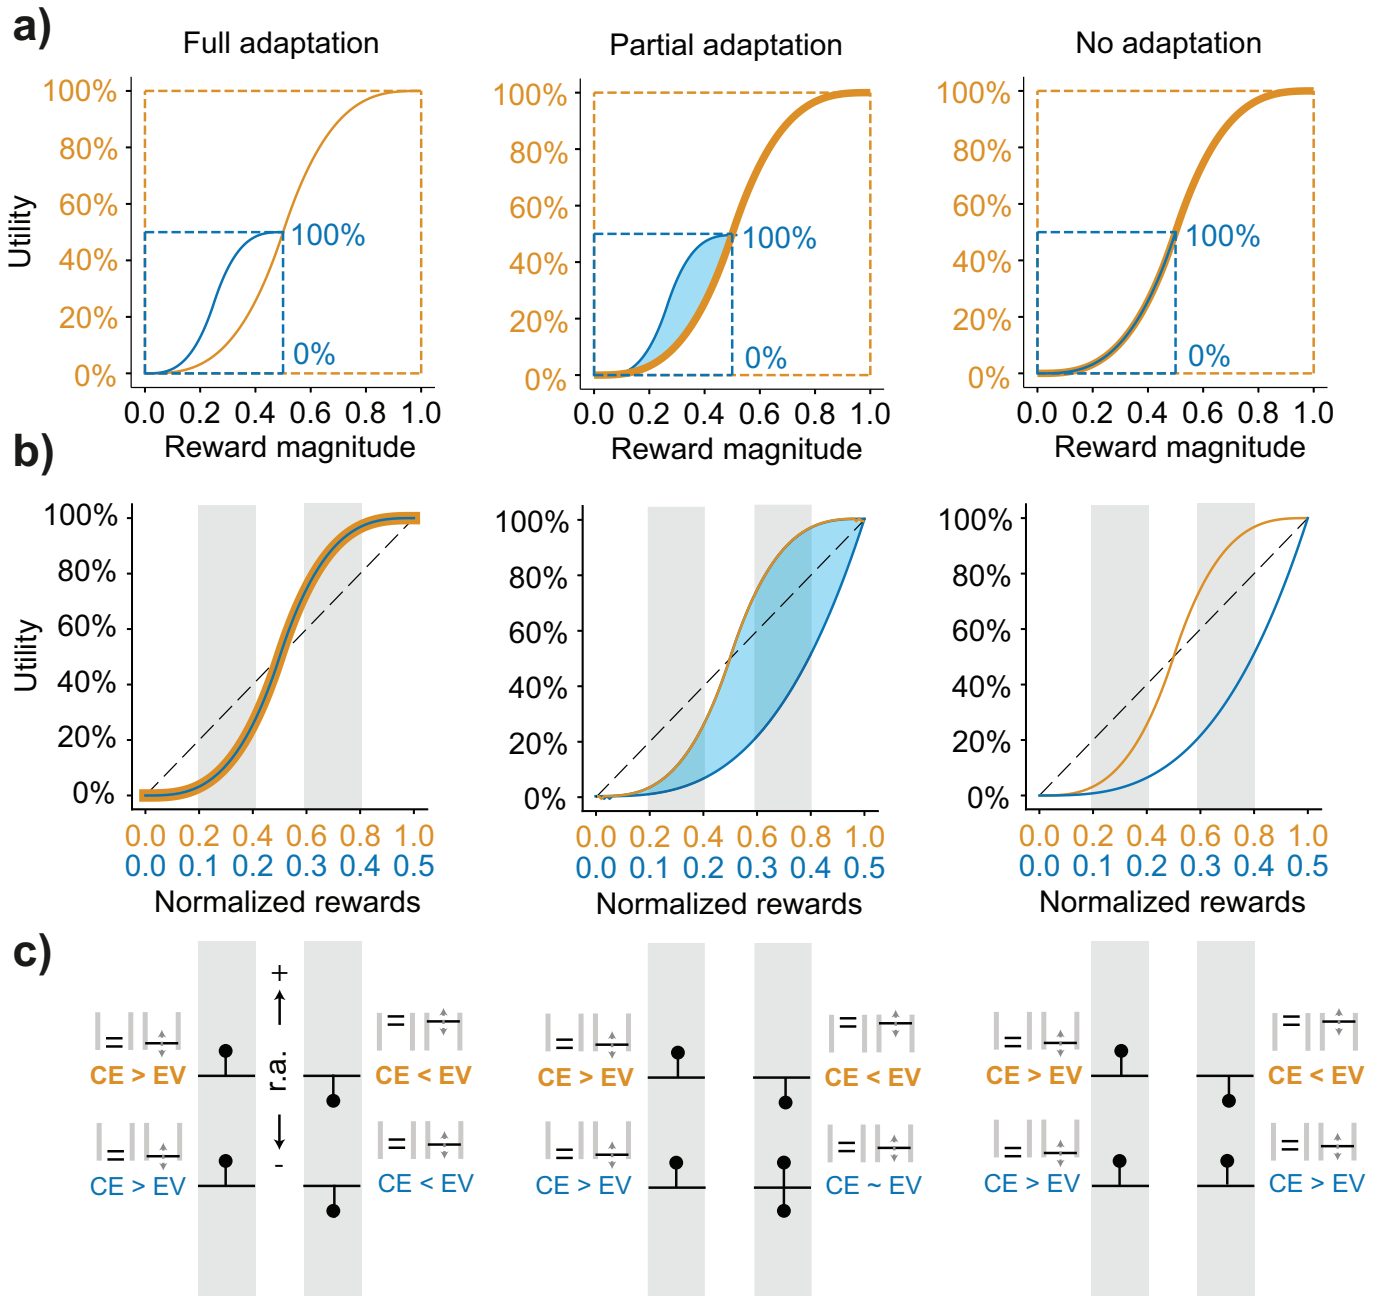 a)
Full adaptation
Partial adaptation
No adaptation
Utility
100%
80%
60%
40%
20%
0%
100%
0%
0.0 0.2 0.4 0.6 0.8 1.0
Reward magnitude
100%
80%
60%
40%
20%
0%
100%
0%
0.0 0.2 0.4 0.6 0.8 1.0
Reward magnitude
100%
80%
60%
40%
20%
0%
100%
0%
0.0 0.2 0.4 0.6 0.8 1.0
Reward magnitude
b)
Utility
100%
80%
60%
40%
20%
0%
0.0 0.2 0.4 0.6 0.8 1.0
0.0 0.1 0.2 0.3 0.4 0.5
Normalized rewards
100%
80%
60%
40%
20%
0%
0.0 0.2 0.4 0.6 0.8 1.0
0.0 0.1 0.2 0.3 0.4 0.5
Normalized rewards
100%
80%
60%
40%
20%
0%
0.0 0.2 0.4 0.6 0.8 1.0
0.0 0.1 0.2 0.3 0.4 0.5
Normalized rewards
c)
+
r.a.
-
=
=
CE > EV
CE < EV
=
=
CE > EV
CE < EV
=
=
CE > EV
CE < EV
=
=
CE > EV
CE ~ EV
=
=
CE > EV
CE < EV
=
=
CE > EV
CE > EV